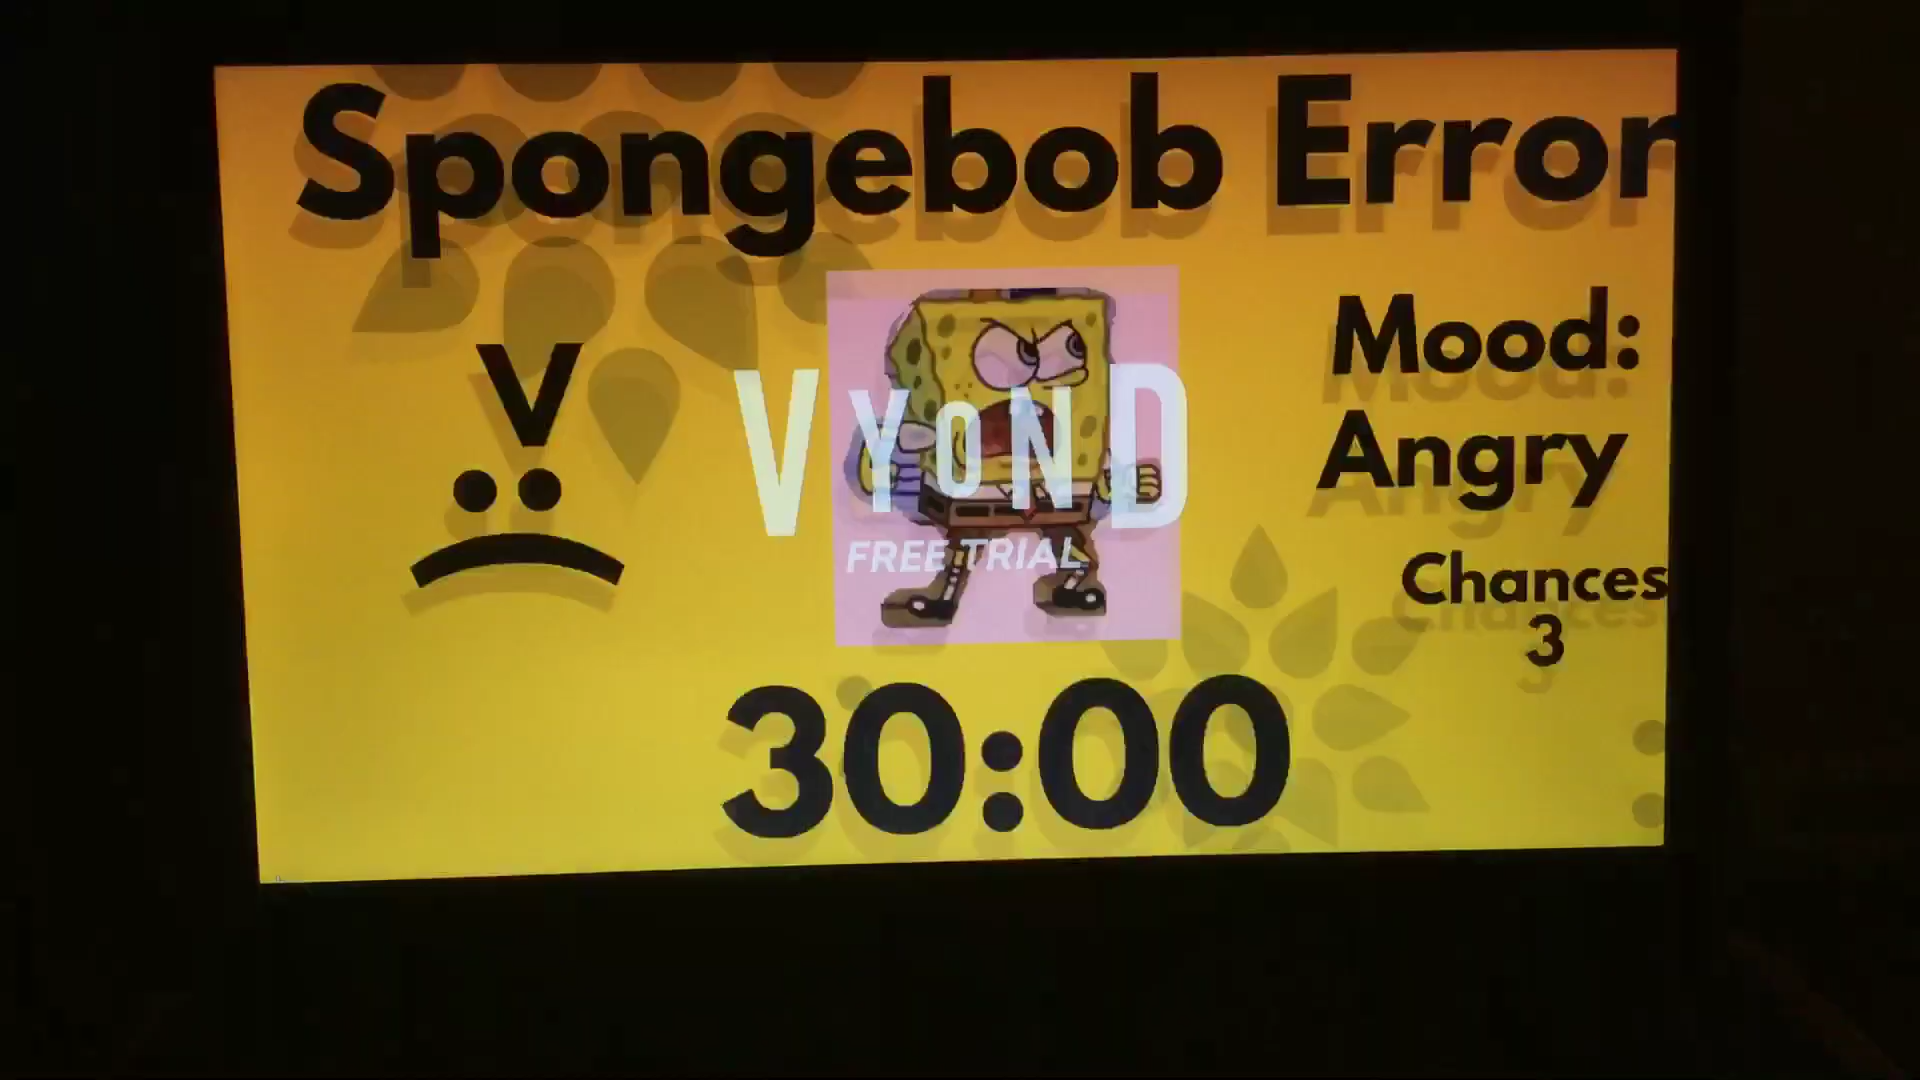 Spongebob Error
Mood:
Angry
V
:
VYoND
FREE TRIAL
Chances
3
30:00